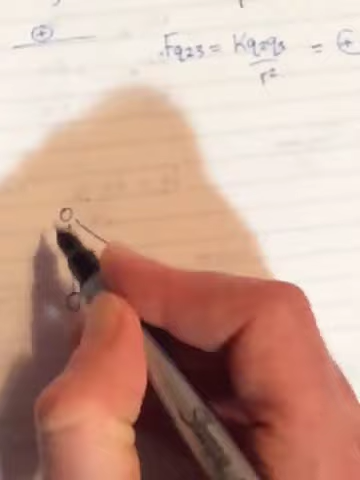 +
Fq23 = Kq2q3 / r² = +